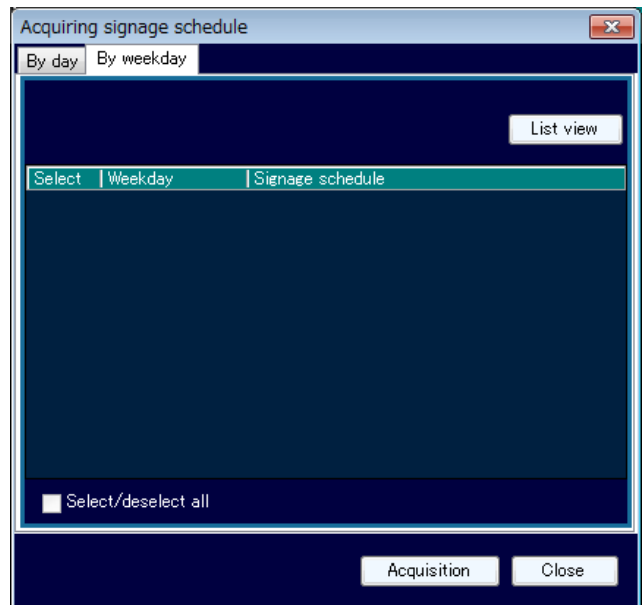 Acquiring signage schedule
By day By weekday
List view
Select Weekday Signage schedule
Select/deselect all
Acquisition Close